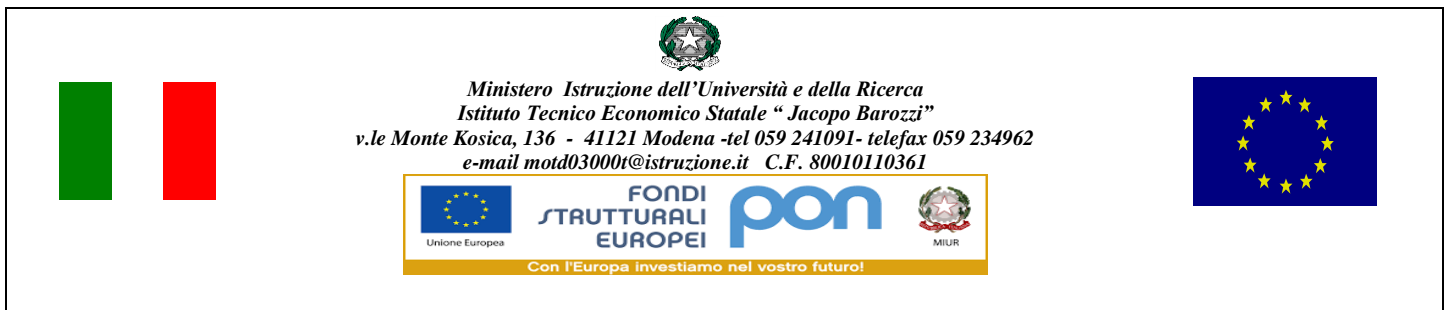 Ministero Istruzione dell'Università e della Ricerca
Istituto Tecnico Economico Statale “ Jacopo Barozzi”
v.le Monte Kosica, 136 - 41121 Modena -tel 059 241091- telefax 059 234962
e-mail motd03000t@istruzione.it C.F. 80010110361
FONDI
STRUTTURALI
EUROPEI
pon
Unione Europea
MIUR
Con l'Europa investiamo nel vostro futuro!